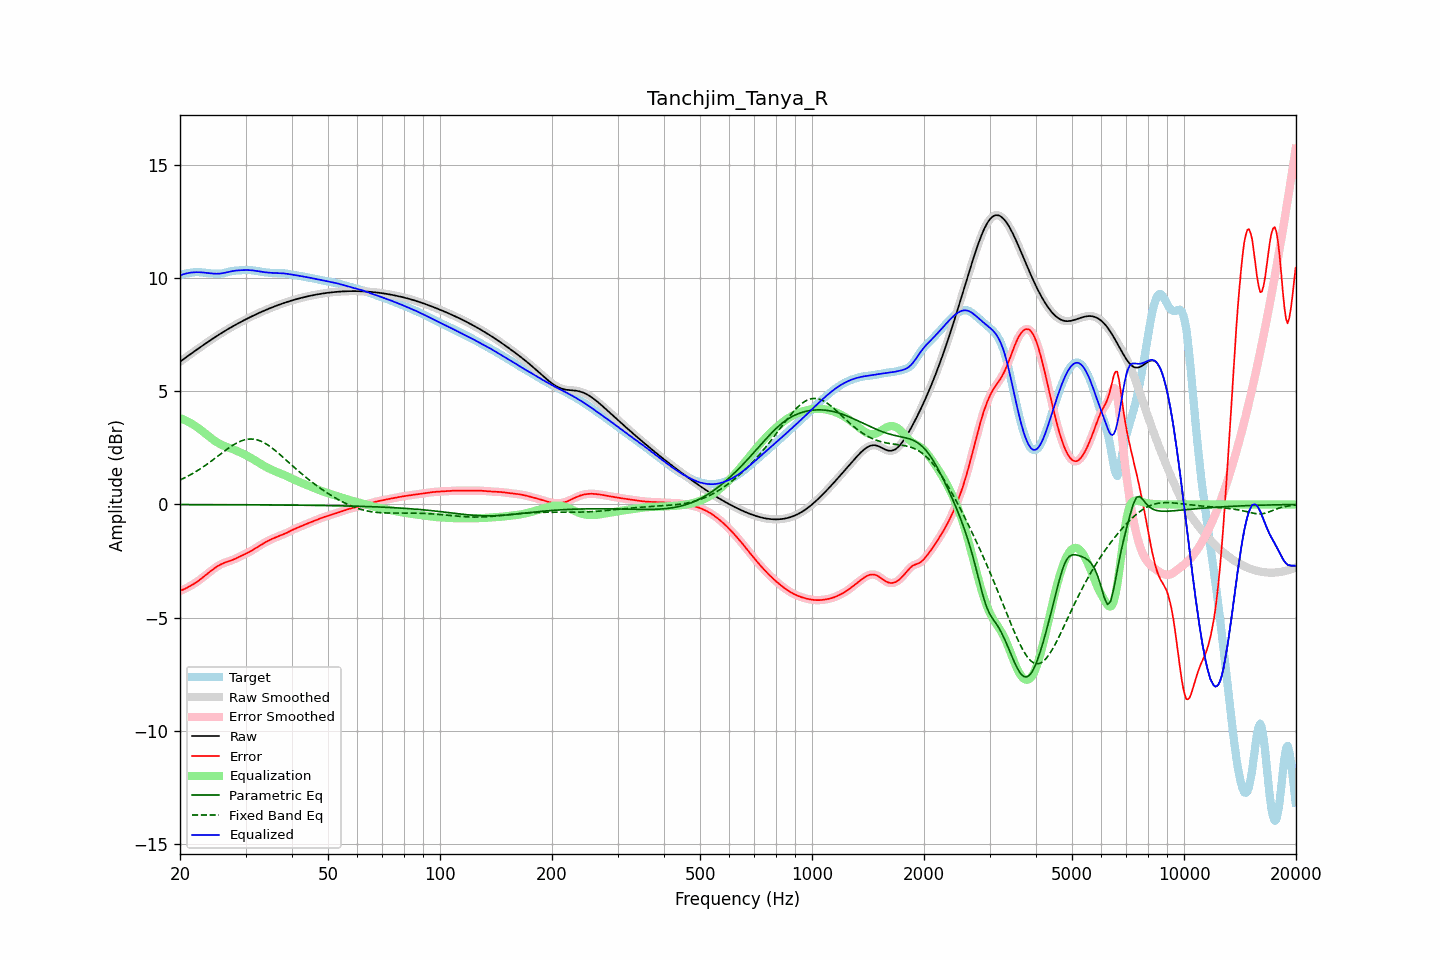 Tanchjim_Tanya_R
Amplitude (dBr)
15
10
5
0
−5
−10
−15
Target
Raw Smoothed
Error Smoothed
Raw
Error
Equalization
Parametric Eq
Fixed Band Eq
Equalized
20
50
100
200
500
1000
2000
5000
10000
20000
Frequency (Hz)